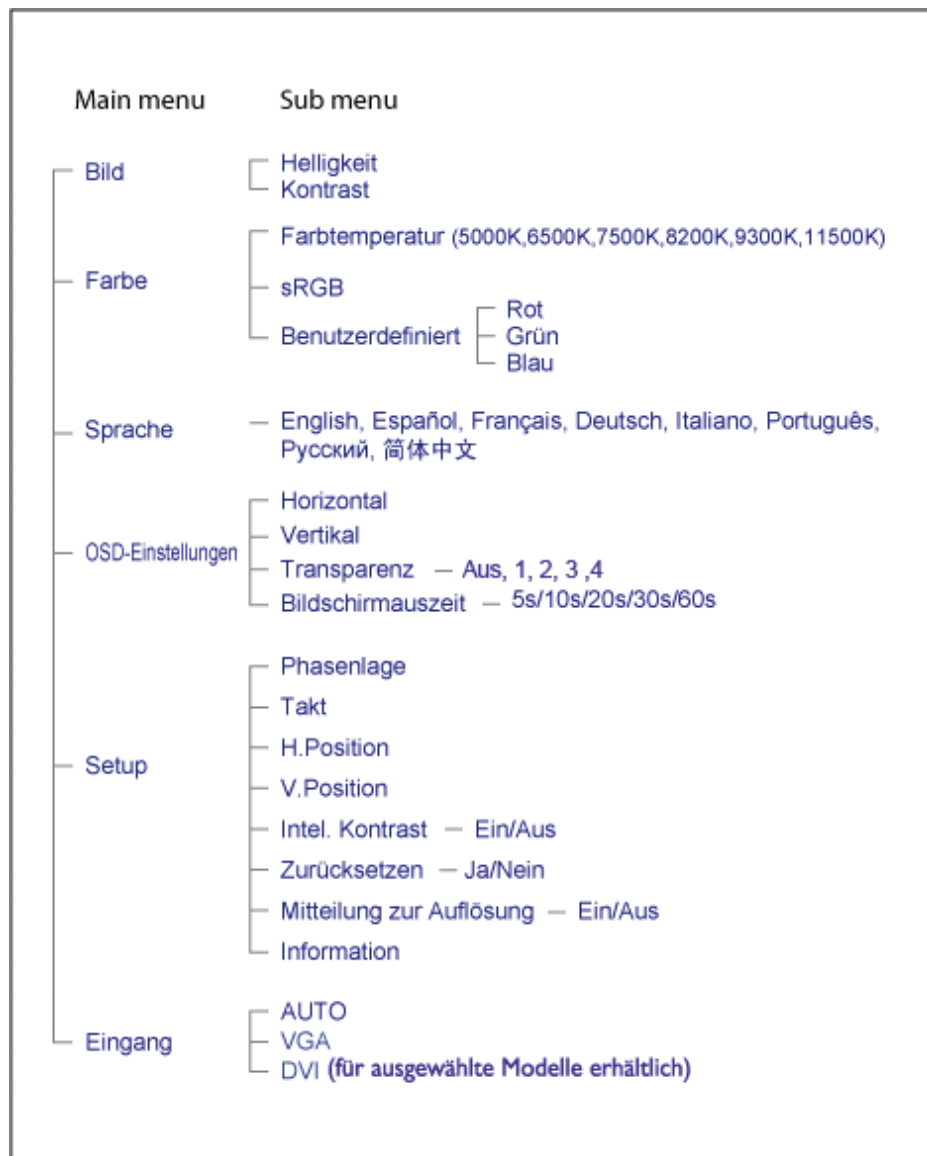 Main menu Sub menu
Bild Helligkeit
Kontrast
Farbtemperatur (5000K,6500K,7500K,8200K,9300K,11500K)
Farbe sRGB
Rot
Benutzerdefiniert Grün
Blau
Sprache English, Español, Français, Deutsch, Italiano, Português,
Русский, 简体中文
Horizontal
Vertikal
OSD-Einstellungen
Transparenz — Aus, 1, 2, 3 ,4
Bildschirmauszeit — 5s/10s/20s/30s/60s
Phasenlage
Takt
H.Position
Setup
V.Position
Intel. Kontrast — Ein/Aus
Zurücksetzen — Ja/Nein
Mitteilung zur Auflösung — Ein/Aus
Information
AUTO
Eingang VGA
DVI (für ausgewählte Modelle erhältlich)